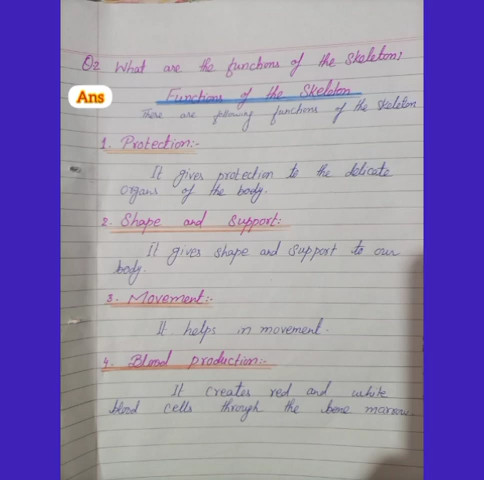 Q2 What are the functions of the skeleton?
Ans
Functions of the Skeleton
There are following functions of the skeleton
1. Protection:-
It gives protection to the delicate
organs of the body.
2. Shape and Support:-
It gives shape and support to our
body.
3. Movement:-
It helps in movement.
4. Blood production:-
It creates red and white
blood cells through the bone marrow.